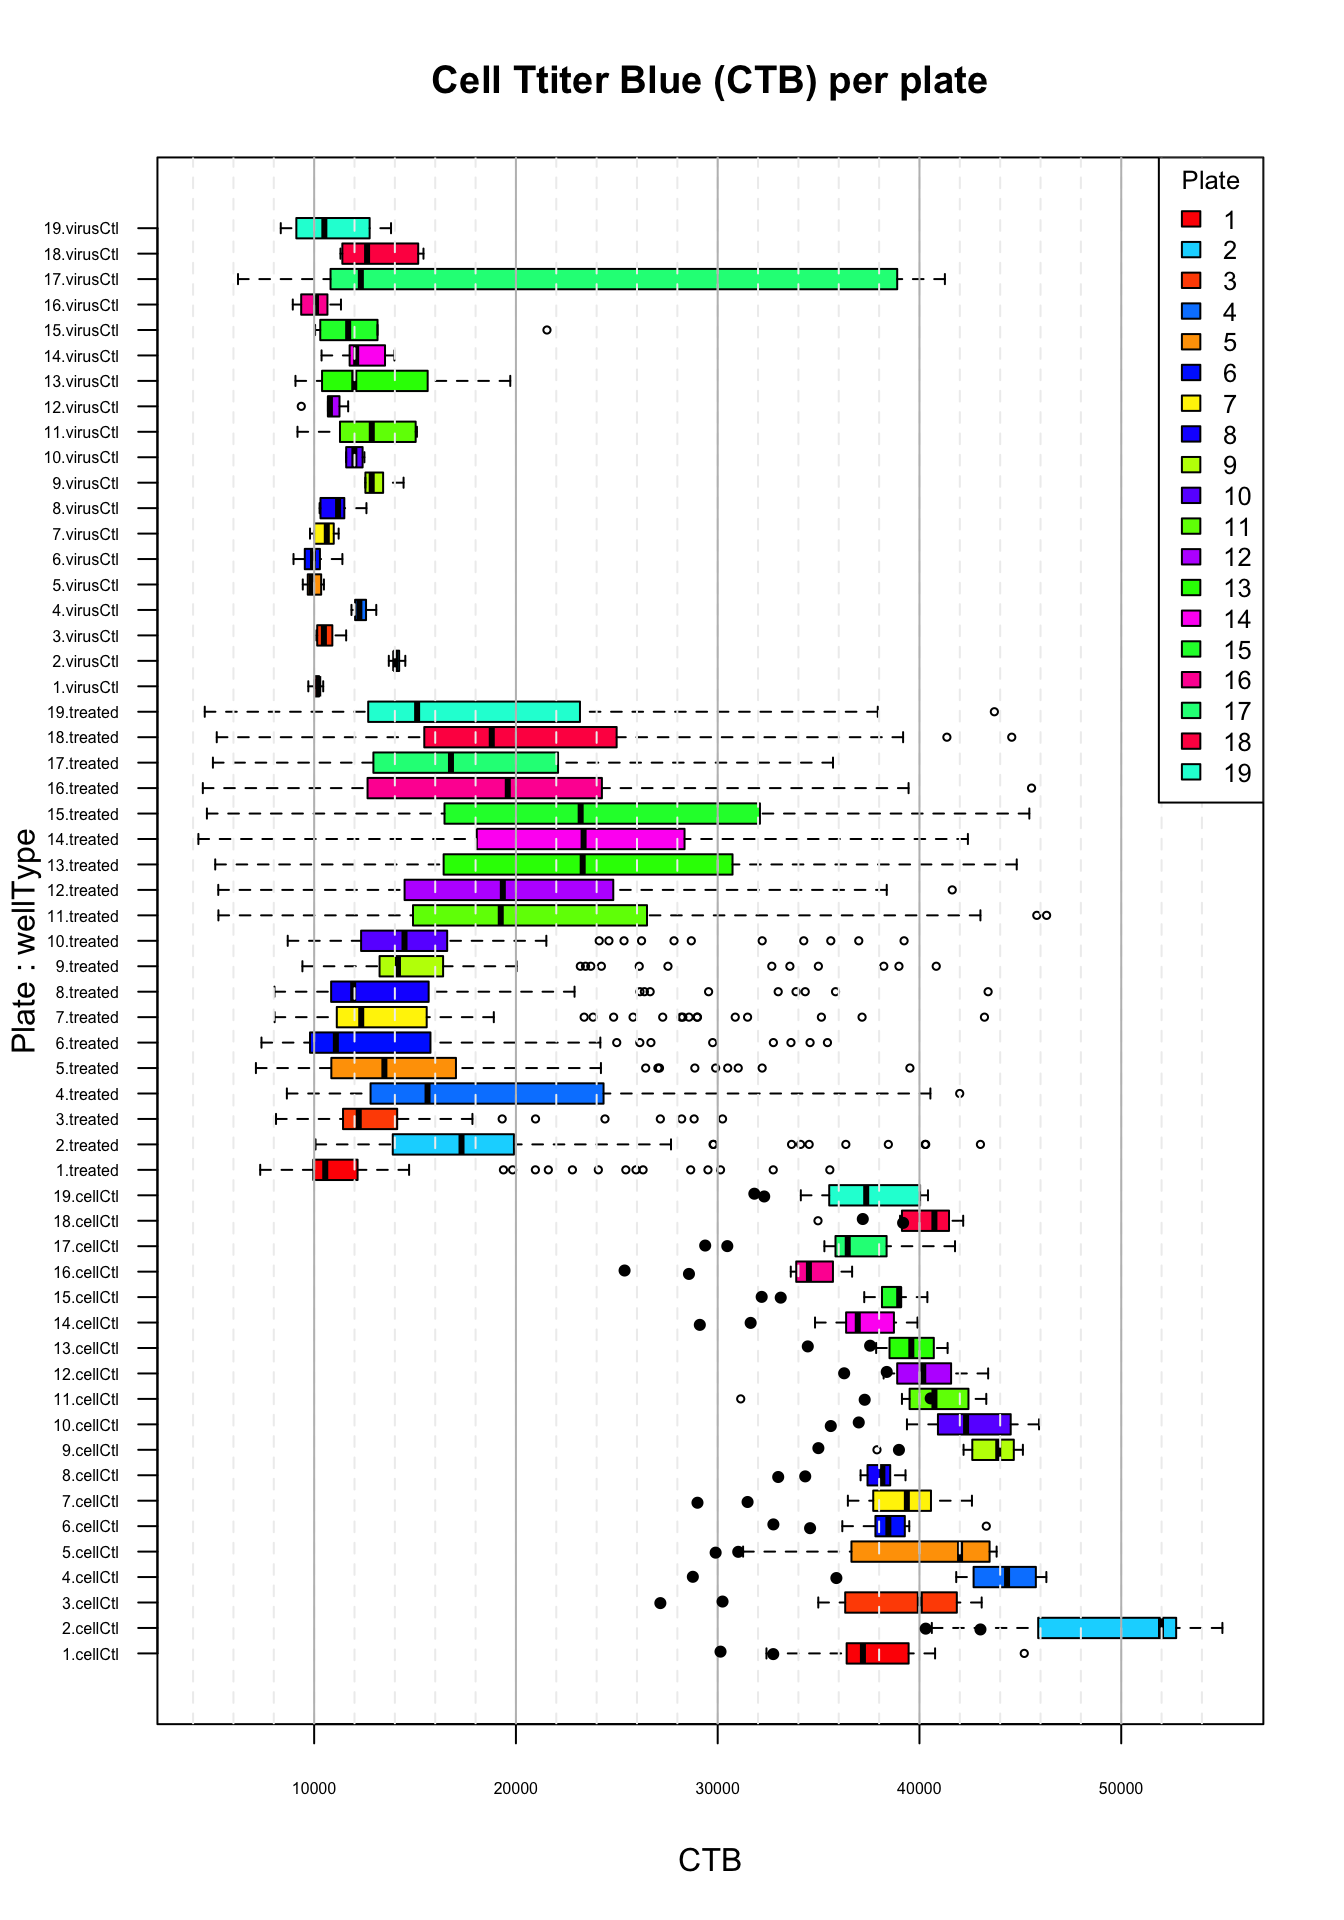 Cell Ttiter Blue (CTB) per plate
Plate
1
2
3
4
5
6
7
8
9
10
11
12
13
14
15
16
17
18
19
19.virusCtl
18.virusCtl
17.virusCtl
16.virusCtl
15.virusCtl
14.virusCtl
13.virusCtl
12.virusCtl
11.virusCtl
10.virusCtl
9.virusCtl
8.virusCtl
7.virusCtl
6.virusCtl
5.virusCtl
4.virusCtl
3.virusCtl
2.virusCtl
1.virusCtl
19.treated
18.treated
17.treated
16.treated
15.treated
14.treated
13.treated
12.treated
11.treated
10.treated
9.treated
8.treated
7.treated
6.treated
5.treated
4.treated
3.treated
2.treated
1.treated
19.cellCtl
18.cellCtl
17.cellCtl
16.cellCtl
15.cellCtl
14.cellCtl
13.cellCtl
12.cellCtl
11.cellCtl
10.cellCtl
9.cellCtl
8.cellCtl
7.cellCtl
6.cellCtl
5.cellCtl
4.cellCtl
3.cellCtl
2.cellCtl
1.cellCtl
Plate : wellType
10000 20000 30000 40000 50000
CTB